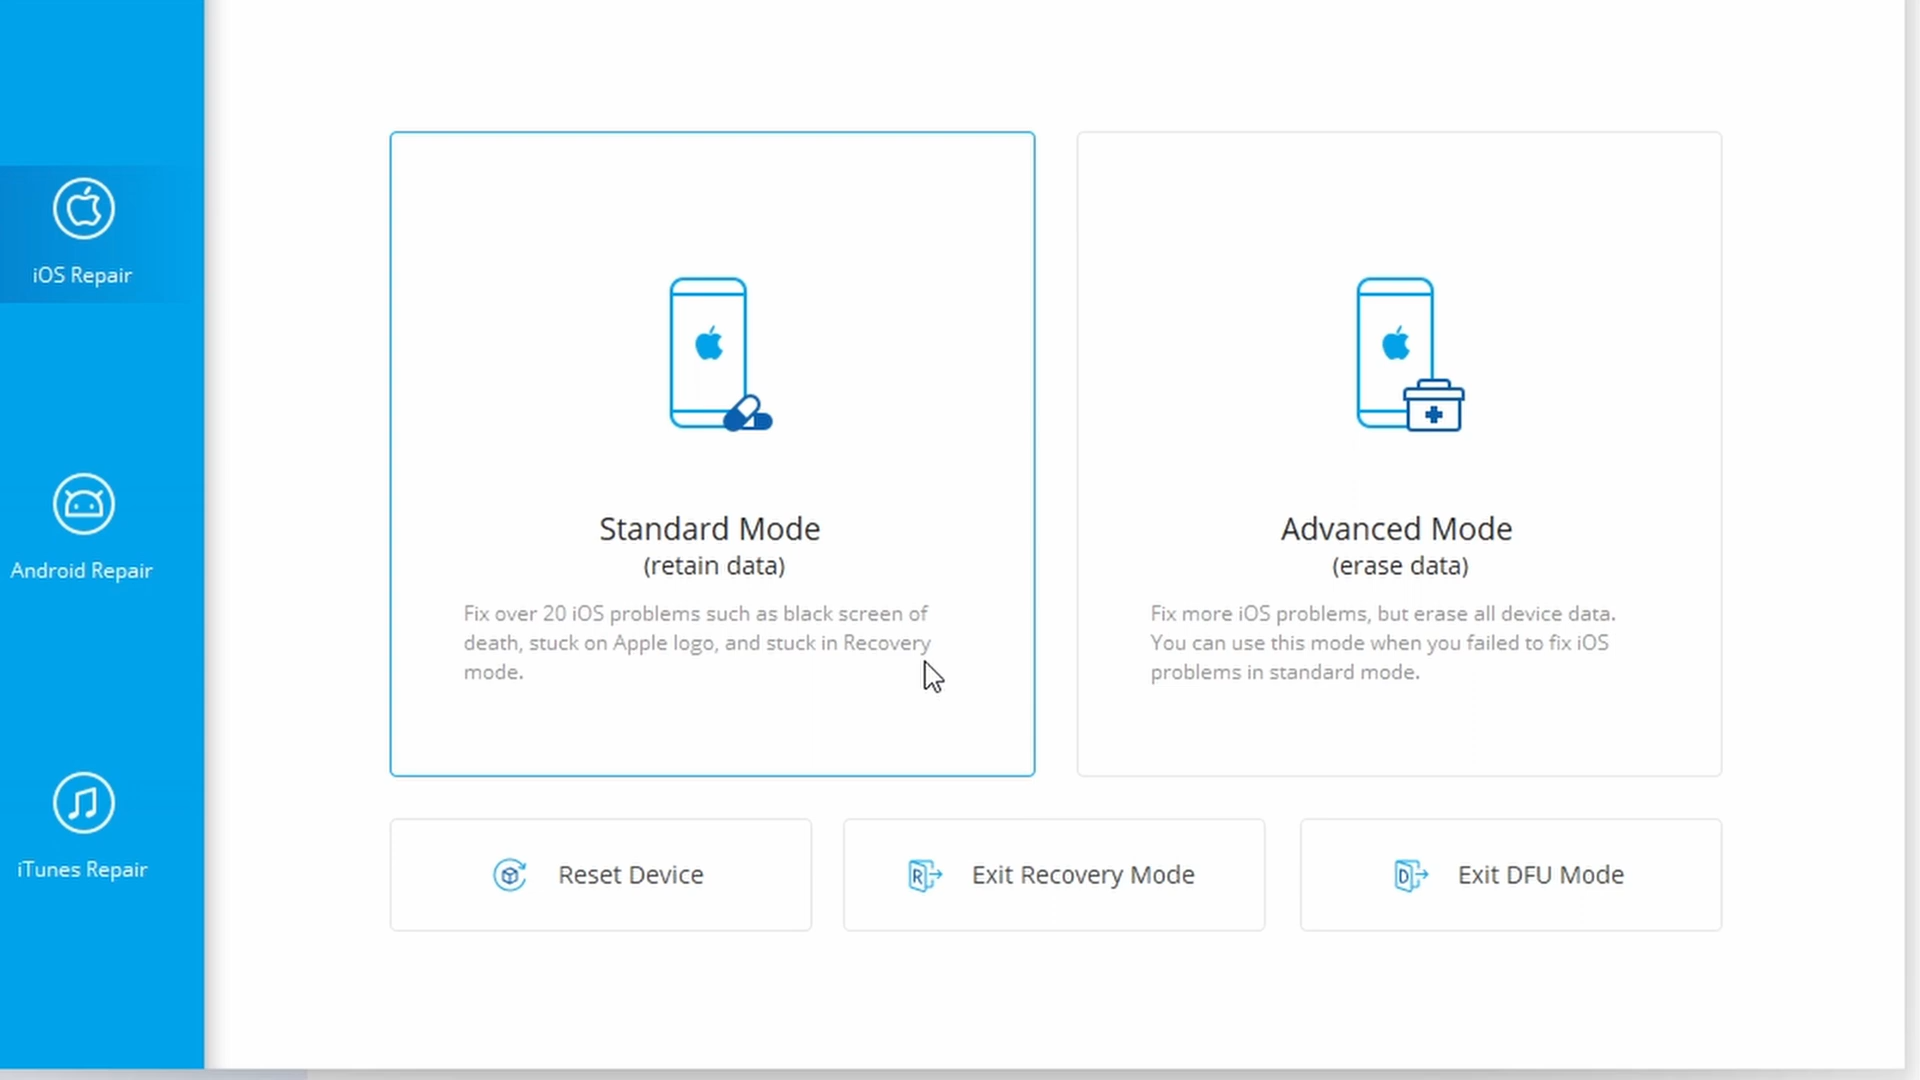 iOS Repair
Android Repair
iTunes Repair
Standard Mode
(retain data)
Fix over 20 iOS problems such as black screen of
death, stuck on Apple logo, and stuck in Recovery
mode.
Advanced Mode
(erase data)
Fix more iOS problems, but erase all device data.
You can use this mode when you failed to fix iOS
problems in standard mode.
Reset Device
R
Exit Recovery Mode
D
Exit DFU Mode